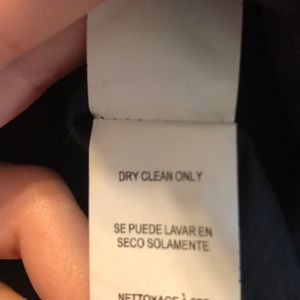 DRY CLEAN ONLY
SE PUEDE LAVAR EN
SECO SOLAMENTE
NETTOYAGE À